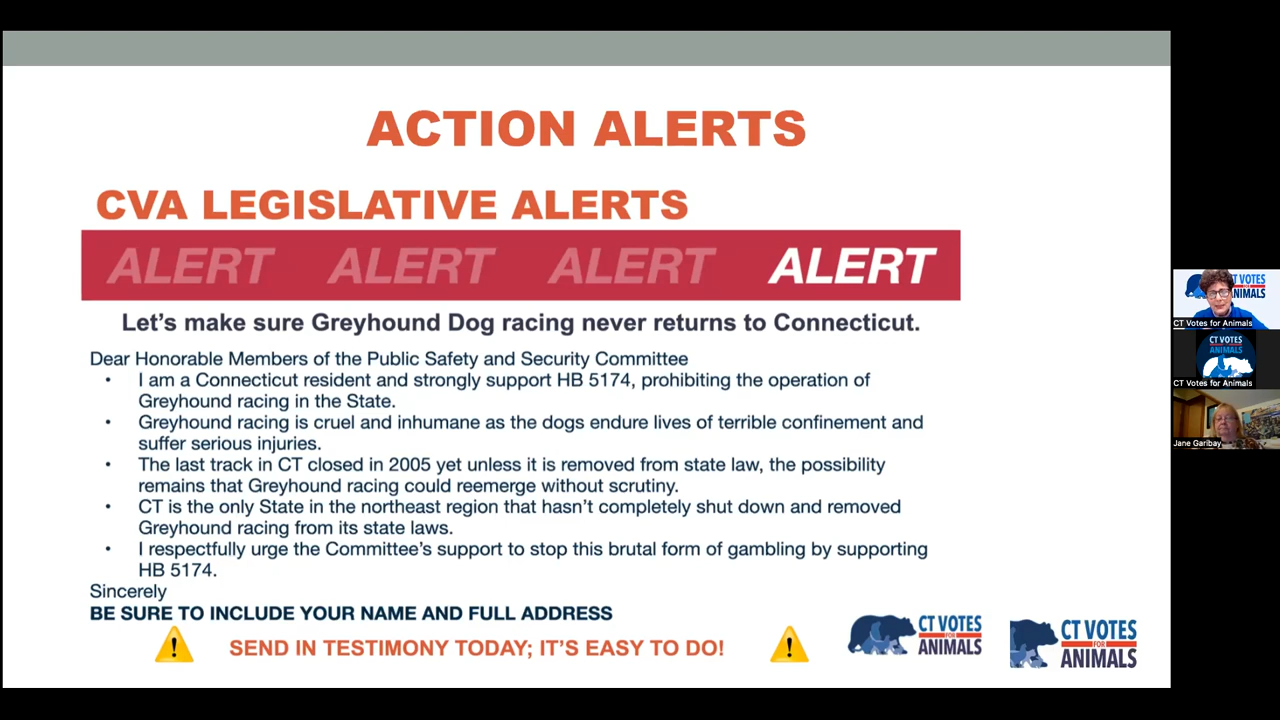 ACTION ALERTS
CVA LEGISLATIVE ALERTS
ALERT ALERT ALERT ALERT
Let's make sure Greyhound Dog racing never returns to Connecticut.
Dear Honorable Members of the Public Safety and Security Committee
• I am a Connecticut resident and strongly support HB 5174, prohibiting the operation of
Greyhound racing in the State.
• Greyhound racing is cruel and inhumane as the dogs endure lives of terrible confinement and
suffer serious injuries.
• The last track in CT closed in 2005 yet unless it is removed from state law, the possibility
remains that Greyhound racing could reemerge without scrutiny.
• CT is the only State in the northeast region that hasn't completely shut down and removed
Greyhound racing from its state laws.
• I respectfully urge the Committee's support to stop this brutal form of gambling by supporting
HB 5174.
Sincerely
BE SURE TO INCLUDE YOUR NAME AND FULL ADDRESS
SEND IN TESTIMONY TODAY; IT'S EASY TO DO!
CT VOTES
FOR
ANIMALS
CT VOTES
FOR
ANIMALS
CT VOTES
ANIMALS
CT Votes for Animals
CT VOTES
ANIMALS
CT Votes for Animals
Jane Garibay